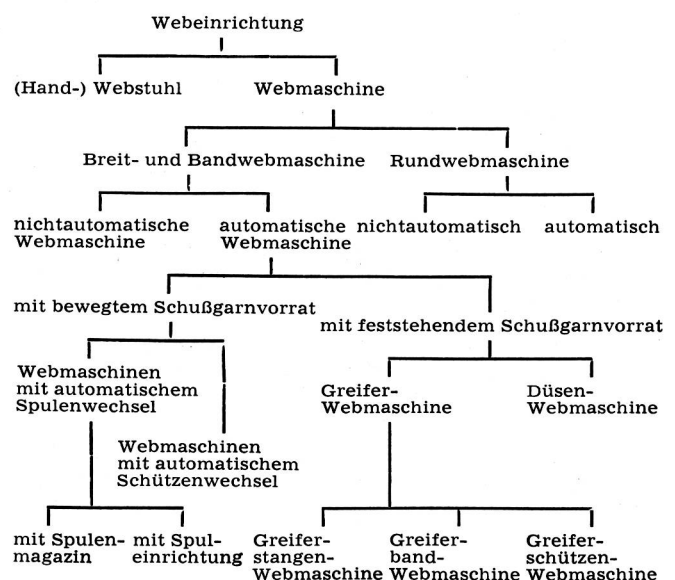 Webeinrichtung
(Hand-) Webstuhl
Webmaschine
Breit- und Bandwebmaschine
Rundwebmaschine
nichtautomatische
Webmaschine
automatische
Webmaschine
nichtautomatisch
automatisch
mit bewegtem Schußgarnvorrat
mit feststehendem Schußgarnvorrat
Webmaschinen
mit automatischem
Spulenwechsel
Webmaschinen
mit automatischem
Schützenwechsel
Greifer-
Webmaschine
Düsen-
Webmaschine
mit Spulen-
magazin
mit Spul-
einrichtung
Greifer-
stangen-
Webmaschine
Greifer-
band-
Webmaschine
Greifer-
schützen-
Webmaschine